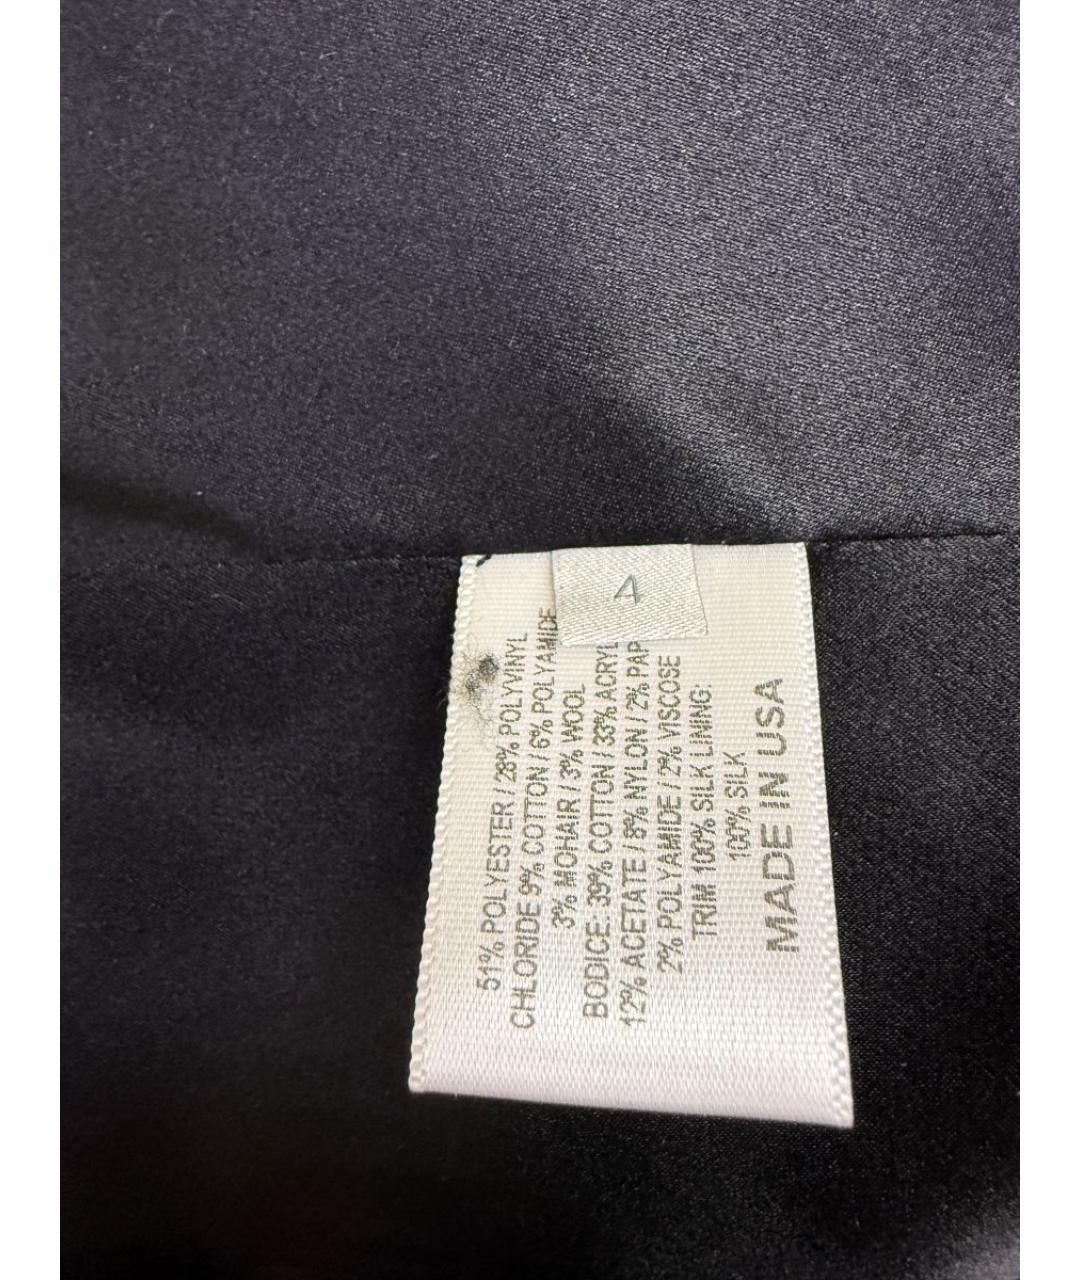 4
51% POLYESTER / 28% POLYVINYL
CHLORIDE 9% COTTON / 6% POLYAMIDE
3% MOHAIR / 3% WOOL
BODICE: 39% COTTON / 33% ACRYL
12% ACETATE / 8% NYLON / 2% PAP
2% POLYAMIDE / 2% VISCOSE
TRIM 100% SILK LINING:
100% SILK
MADE IN USA